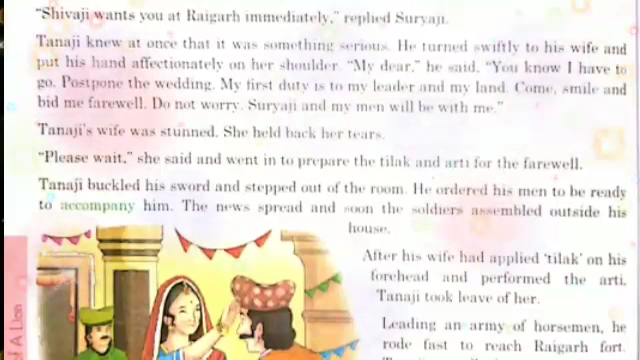 "Shivaji wants you at Raigarh immediately," replied Suryaji.
Tanaji knew at once that it was something serious. He turned swiftly to his wife and
put his hand affectionately on her shoulder. "My dear," he said, "You know I have to
go. Postpone the wedding. My first duty is to my leader and my land. Come, smile and
bid me farewell. Do not worry. Suryaji and my men will be with me."
Tanaji's wife was stunned. She held back her tears.
"Please wait," she said and went in to prepare the tilak and arti for the farewell.
Tanaji buckled his sword and stepped out of the room. He ordered his men to be ready
to accompany him. The news spread and soon the soldiers assembled outside his
house.
After his wife had applied 'tilak' on his
forehead and performed the arti,
Tanaji took leave of her.
Leading an army of horsemen, he
rode fast to reach Raigarh fort.
A Lion